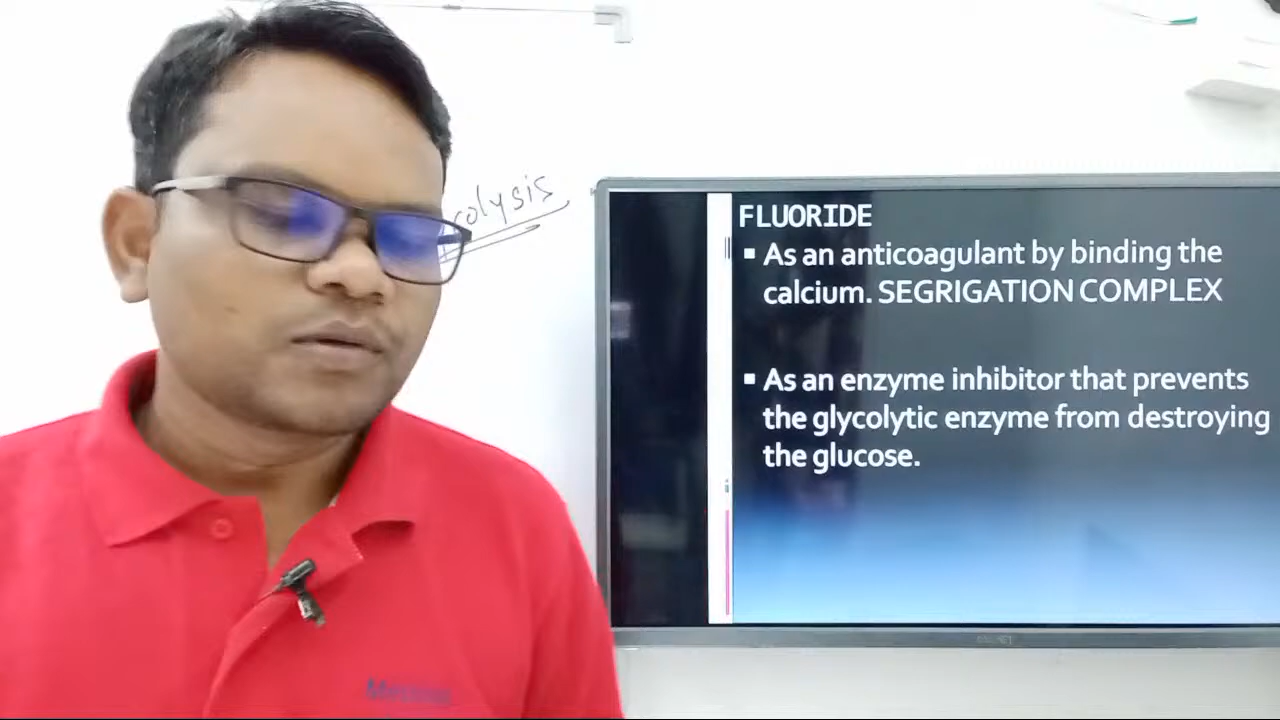 colysis
FLUORIDE
▪ As an anticoagulant by binding the
calcium. SEGRIGATION COMPLEX
▪ As an enzyme inhibitor that prevents
the glycolytic enzyme from destroying
the glucose.